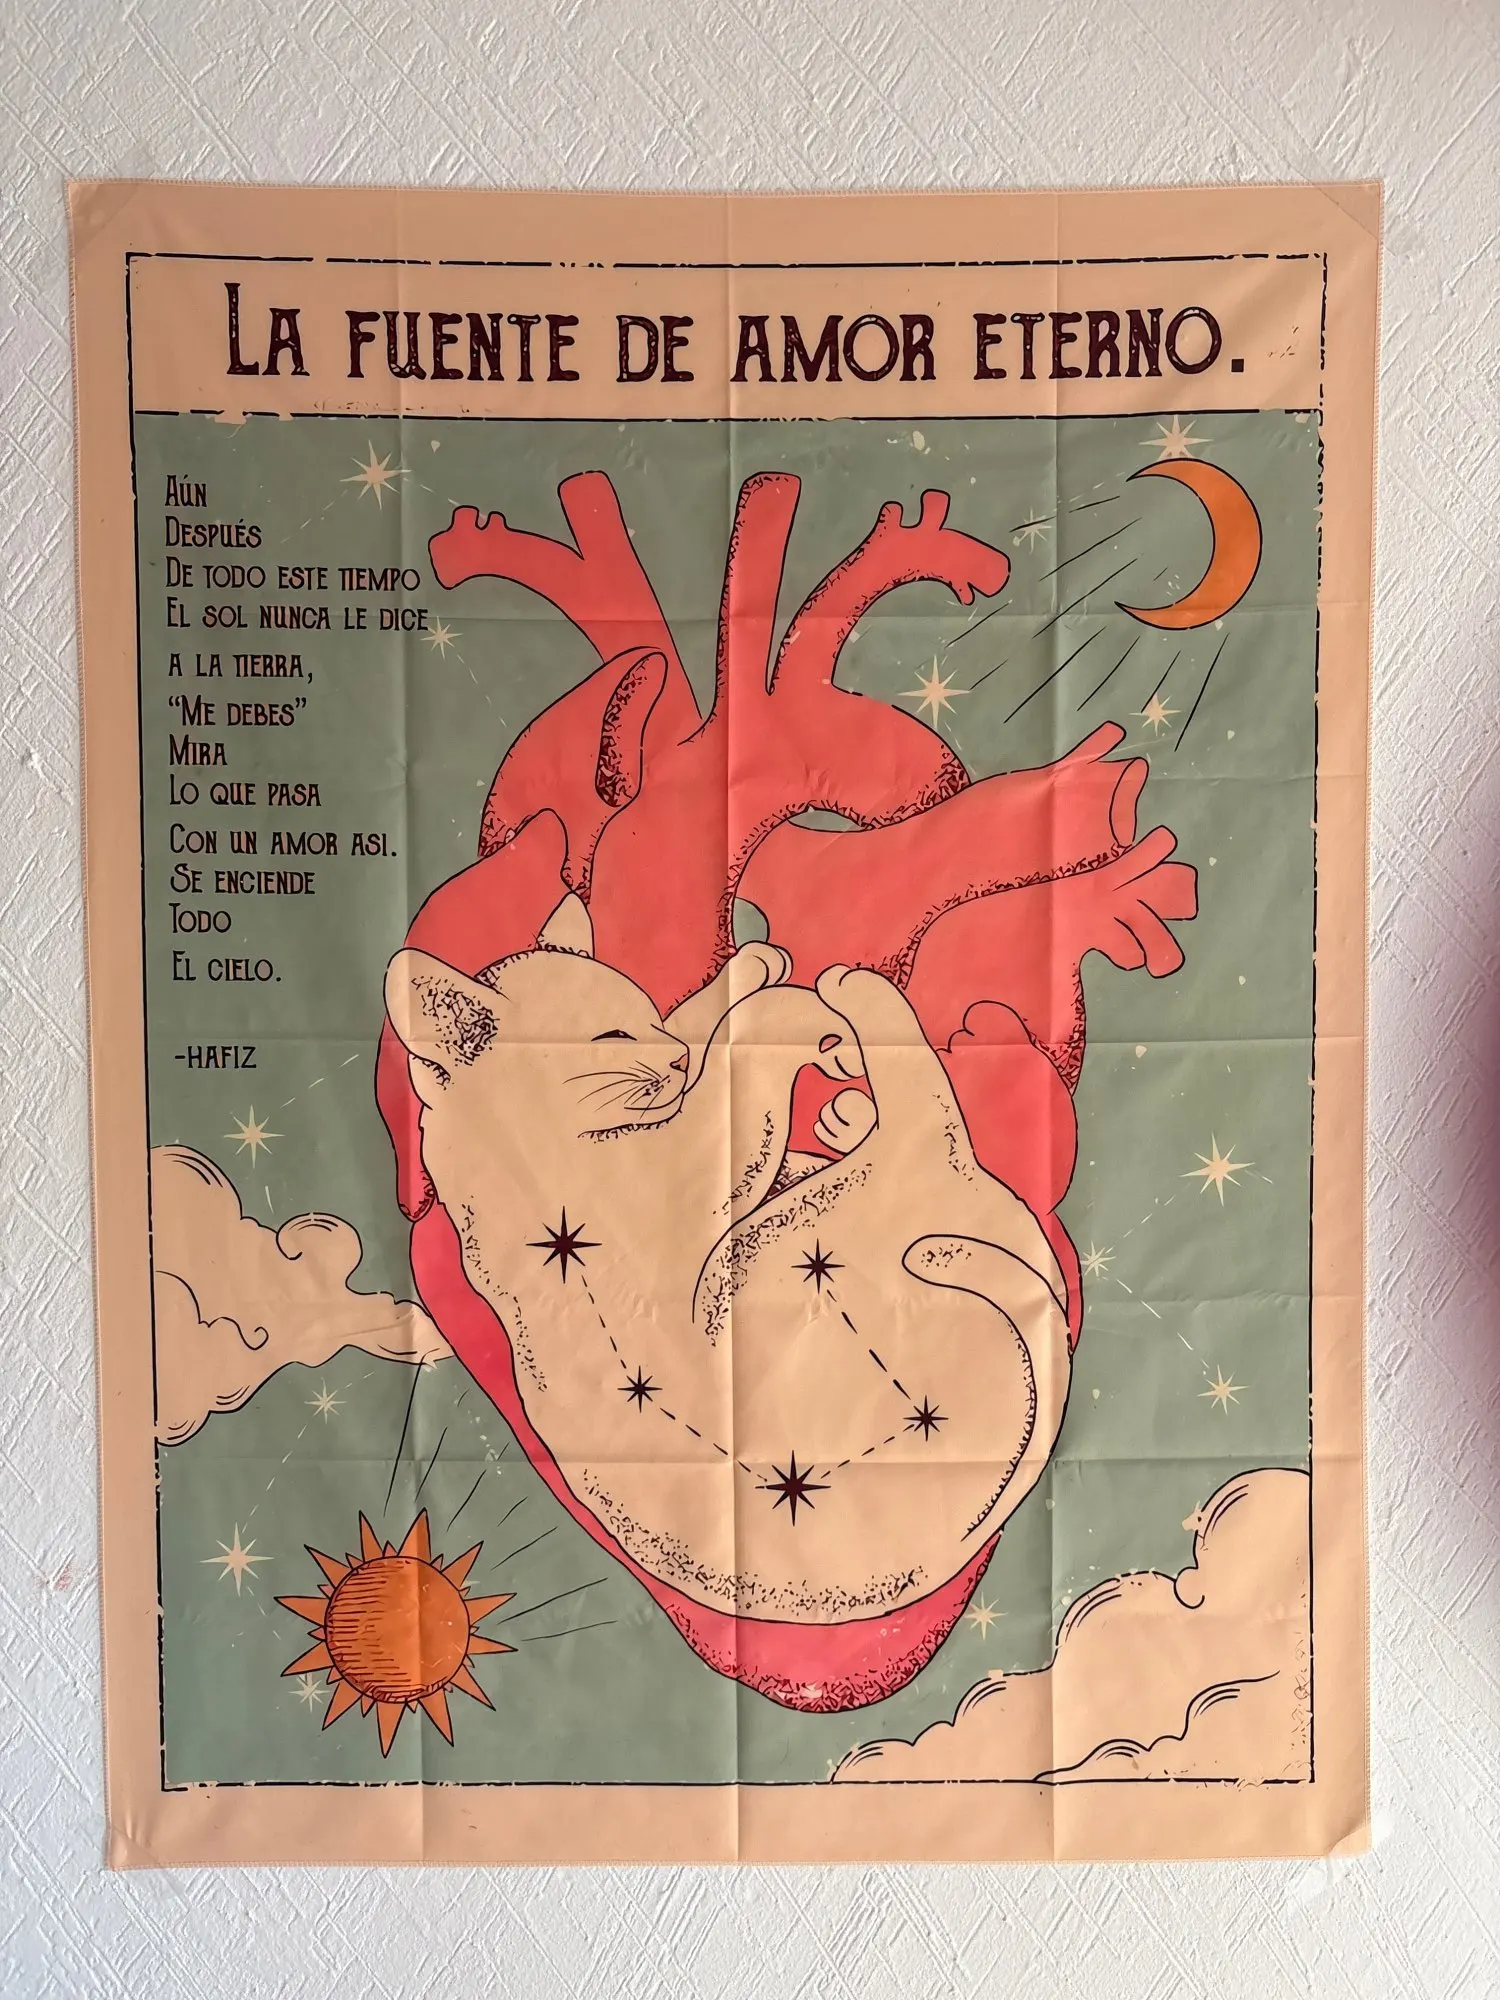 La fuente de amor eterno.
Aún
Después
De todo este tiempo
El sol nunca le dice
a la tierra,
“Me debes”
Mira
Lo que pasa
Con un amor asi.
Se enciende
Todo
El cielo.
-Hafiz